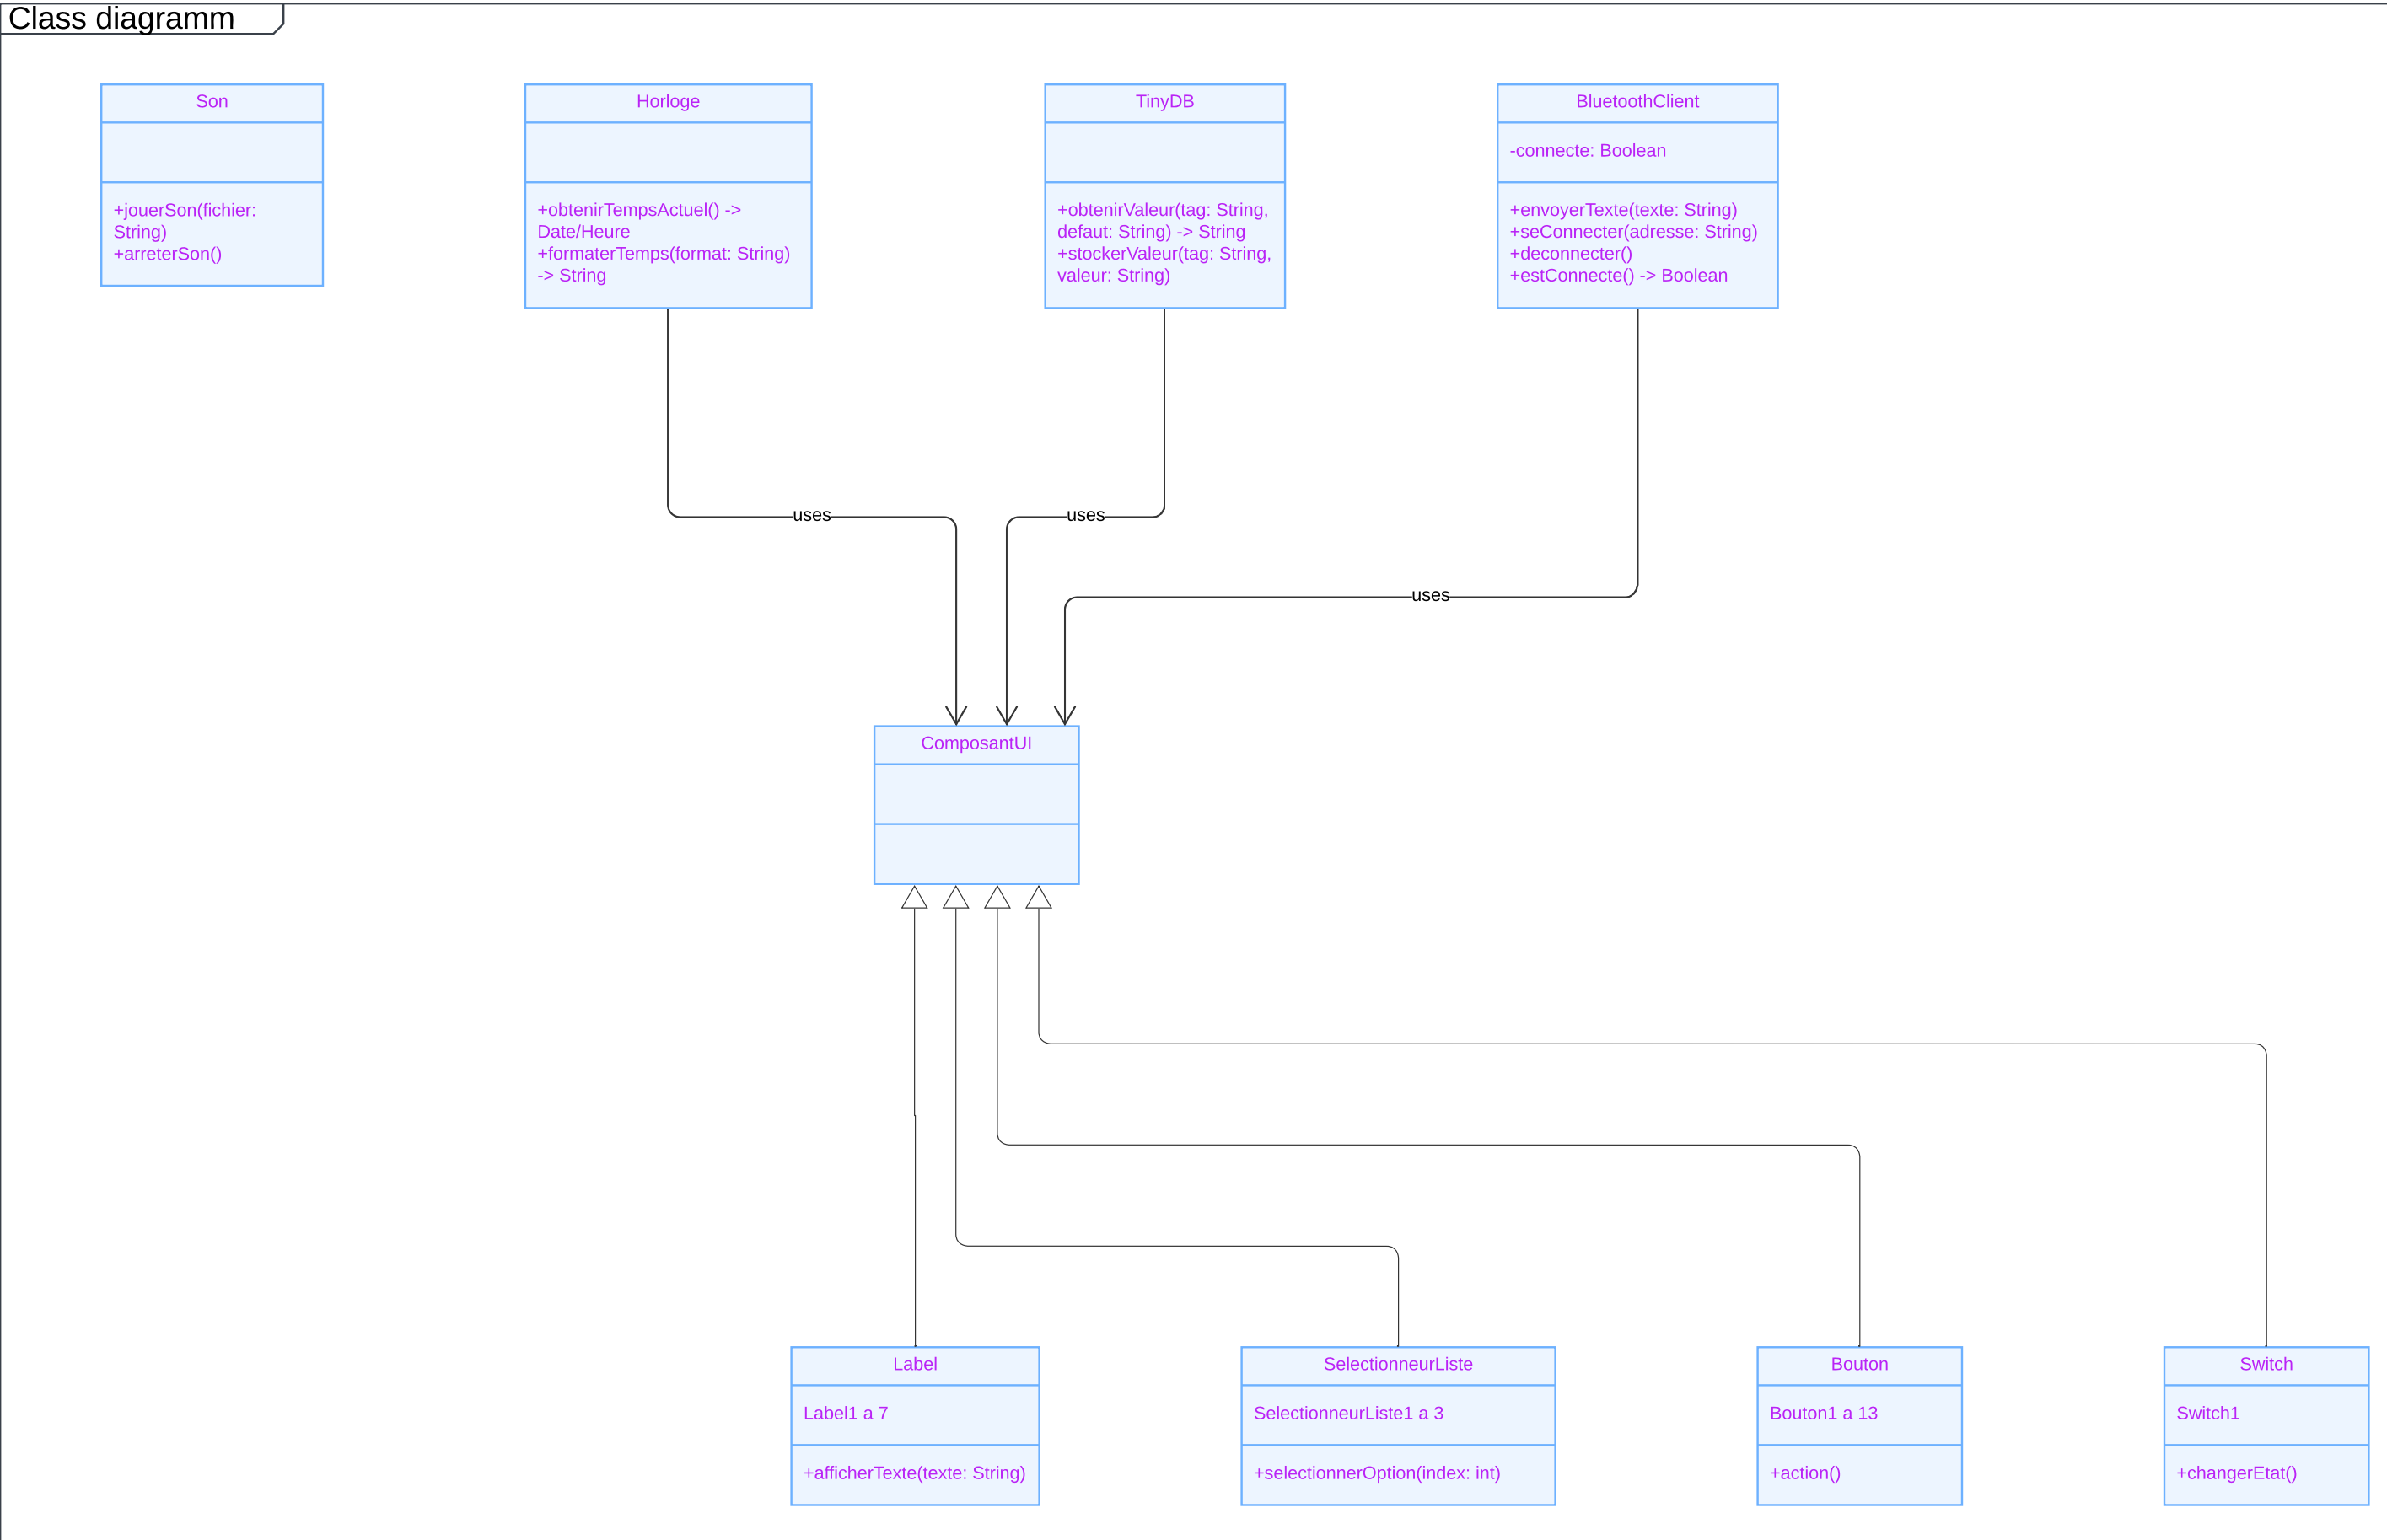 Class diagramm
Son
+jouerSon(fichier:
String)
+arreterSon()
Horloge
+obtenirTempsActuel() ->
Date/Heure
+formaterTemps(format: String)
-> String
TinyDB
+obtenirValeur(tag: String,
defaut: String) -> String
+stockerValeur(tag: String,
valeur: String)
BluetoothClient
-connecte: Boolean
+envoyerTexte(texte: String)
+seConnecter(adresse: String)
+deconnecter()
+estConnecte() -> Boolean
uses
uses
uses
ComposantUI
Label
Label1 a 7
+afficherTexte(texte: String)
SelectionneurListe
SelectionneurListe1 a 3
+selectionnerOption(index: int)
Bouton
Bouton1 a 13
+action()
Switch
Switch1
+changerEtat()